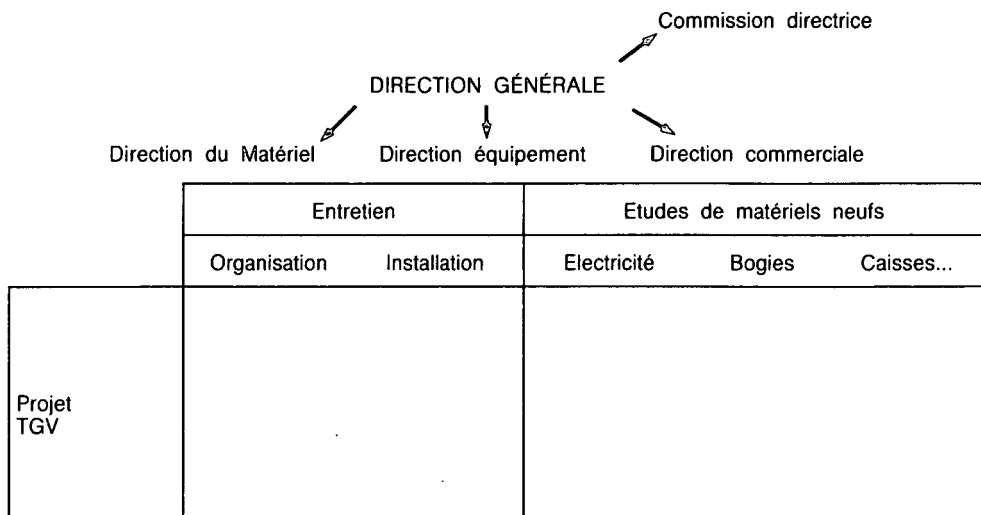 Commission directrice
DIRECTION GÉNÉRALE
Direction du Matériel Direction équipement Direction commerciale
Entretien Etudes de matériels neufs
Organisation Installation Electricité Bogies Caisses...
Projet
TGV